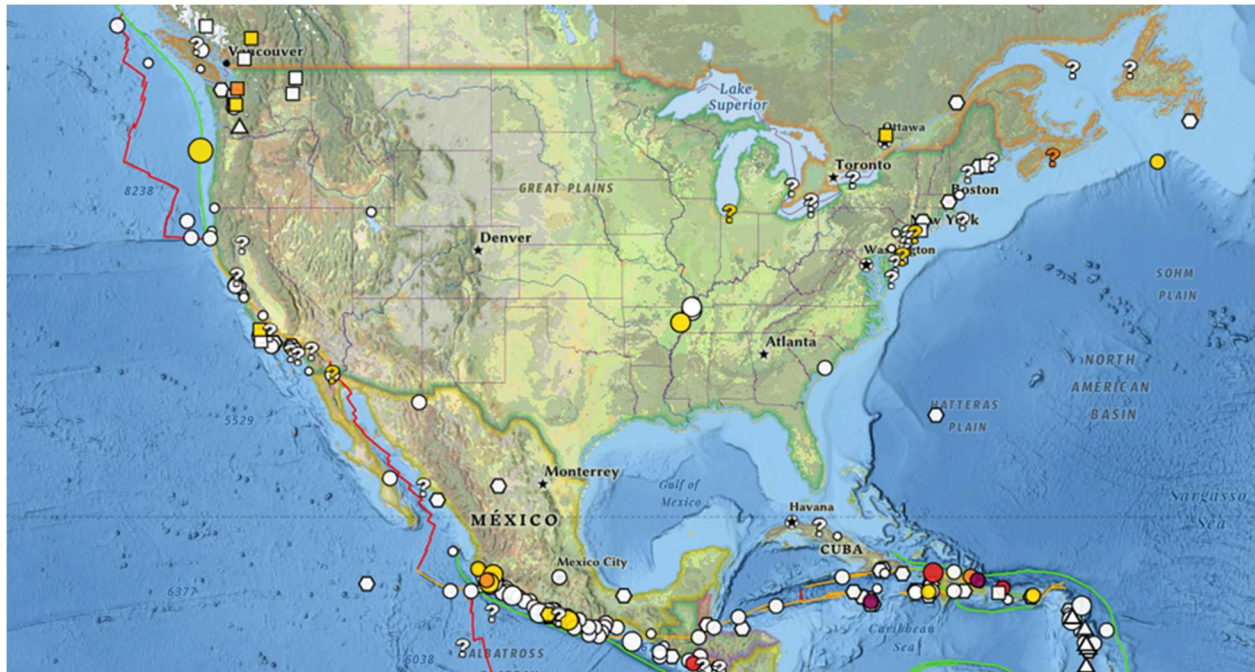 Vancouver
Lake
Superior
Ottawa
Toronto
8238
GREAT PLAINS
Boston
New York
Denver
Washington
SOHM
PLAIN
Atlanta
NORTH
AMERICAN
BASIN
5529
HATTERAS
PLAIN
Monterrey
Gulf of
Mexico
Sargasso
Sea
MÉXICO
Havana
CUBA
Mexico City
6377
Caribbean
Sea
6038
ALBATROSS